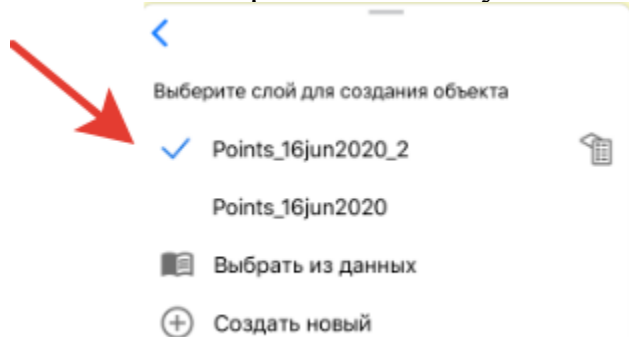 Выберите слой для создания объекта
Points_16jun2020_2
Points_16jun2020
Выбрать из данных
Создать новый